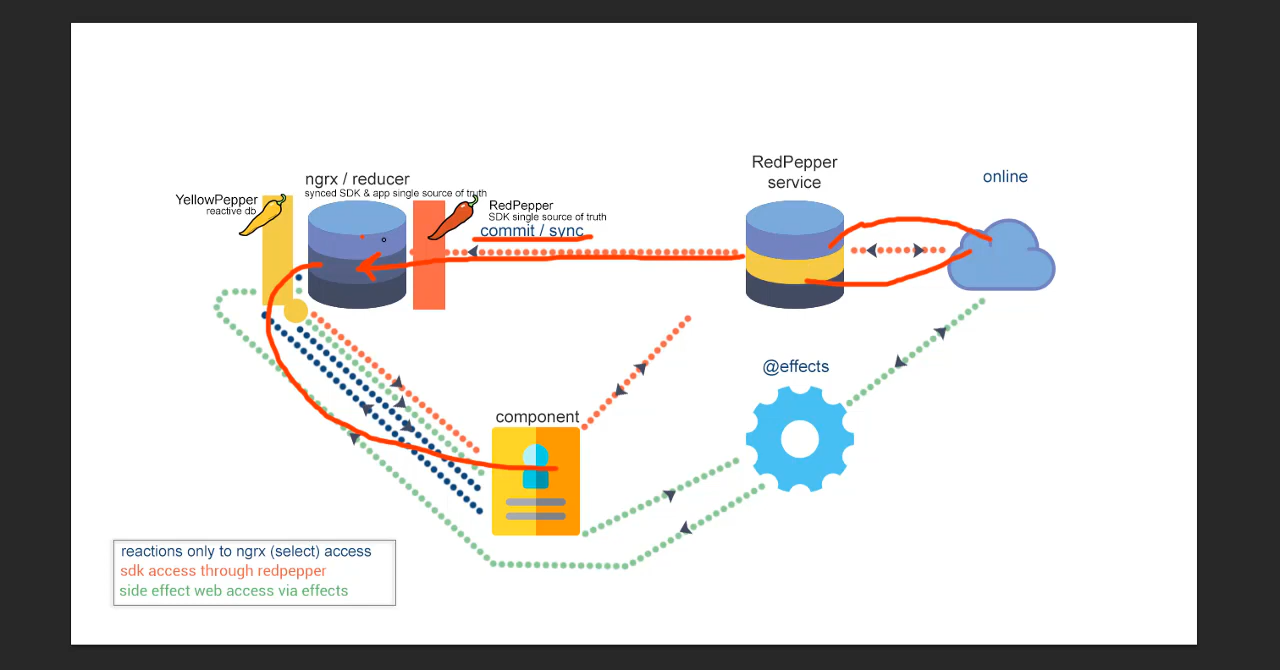 RedPepper
service
online
ngrx / reducer
synced SDK & app single source of truth
YellowPepper
reactive db
RedPepper
SDK single source of truth
commit / sync
@effects
component
reactions only to ngrx (select) access
sdk access through redpepper
side effect web access via effects